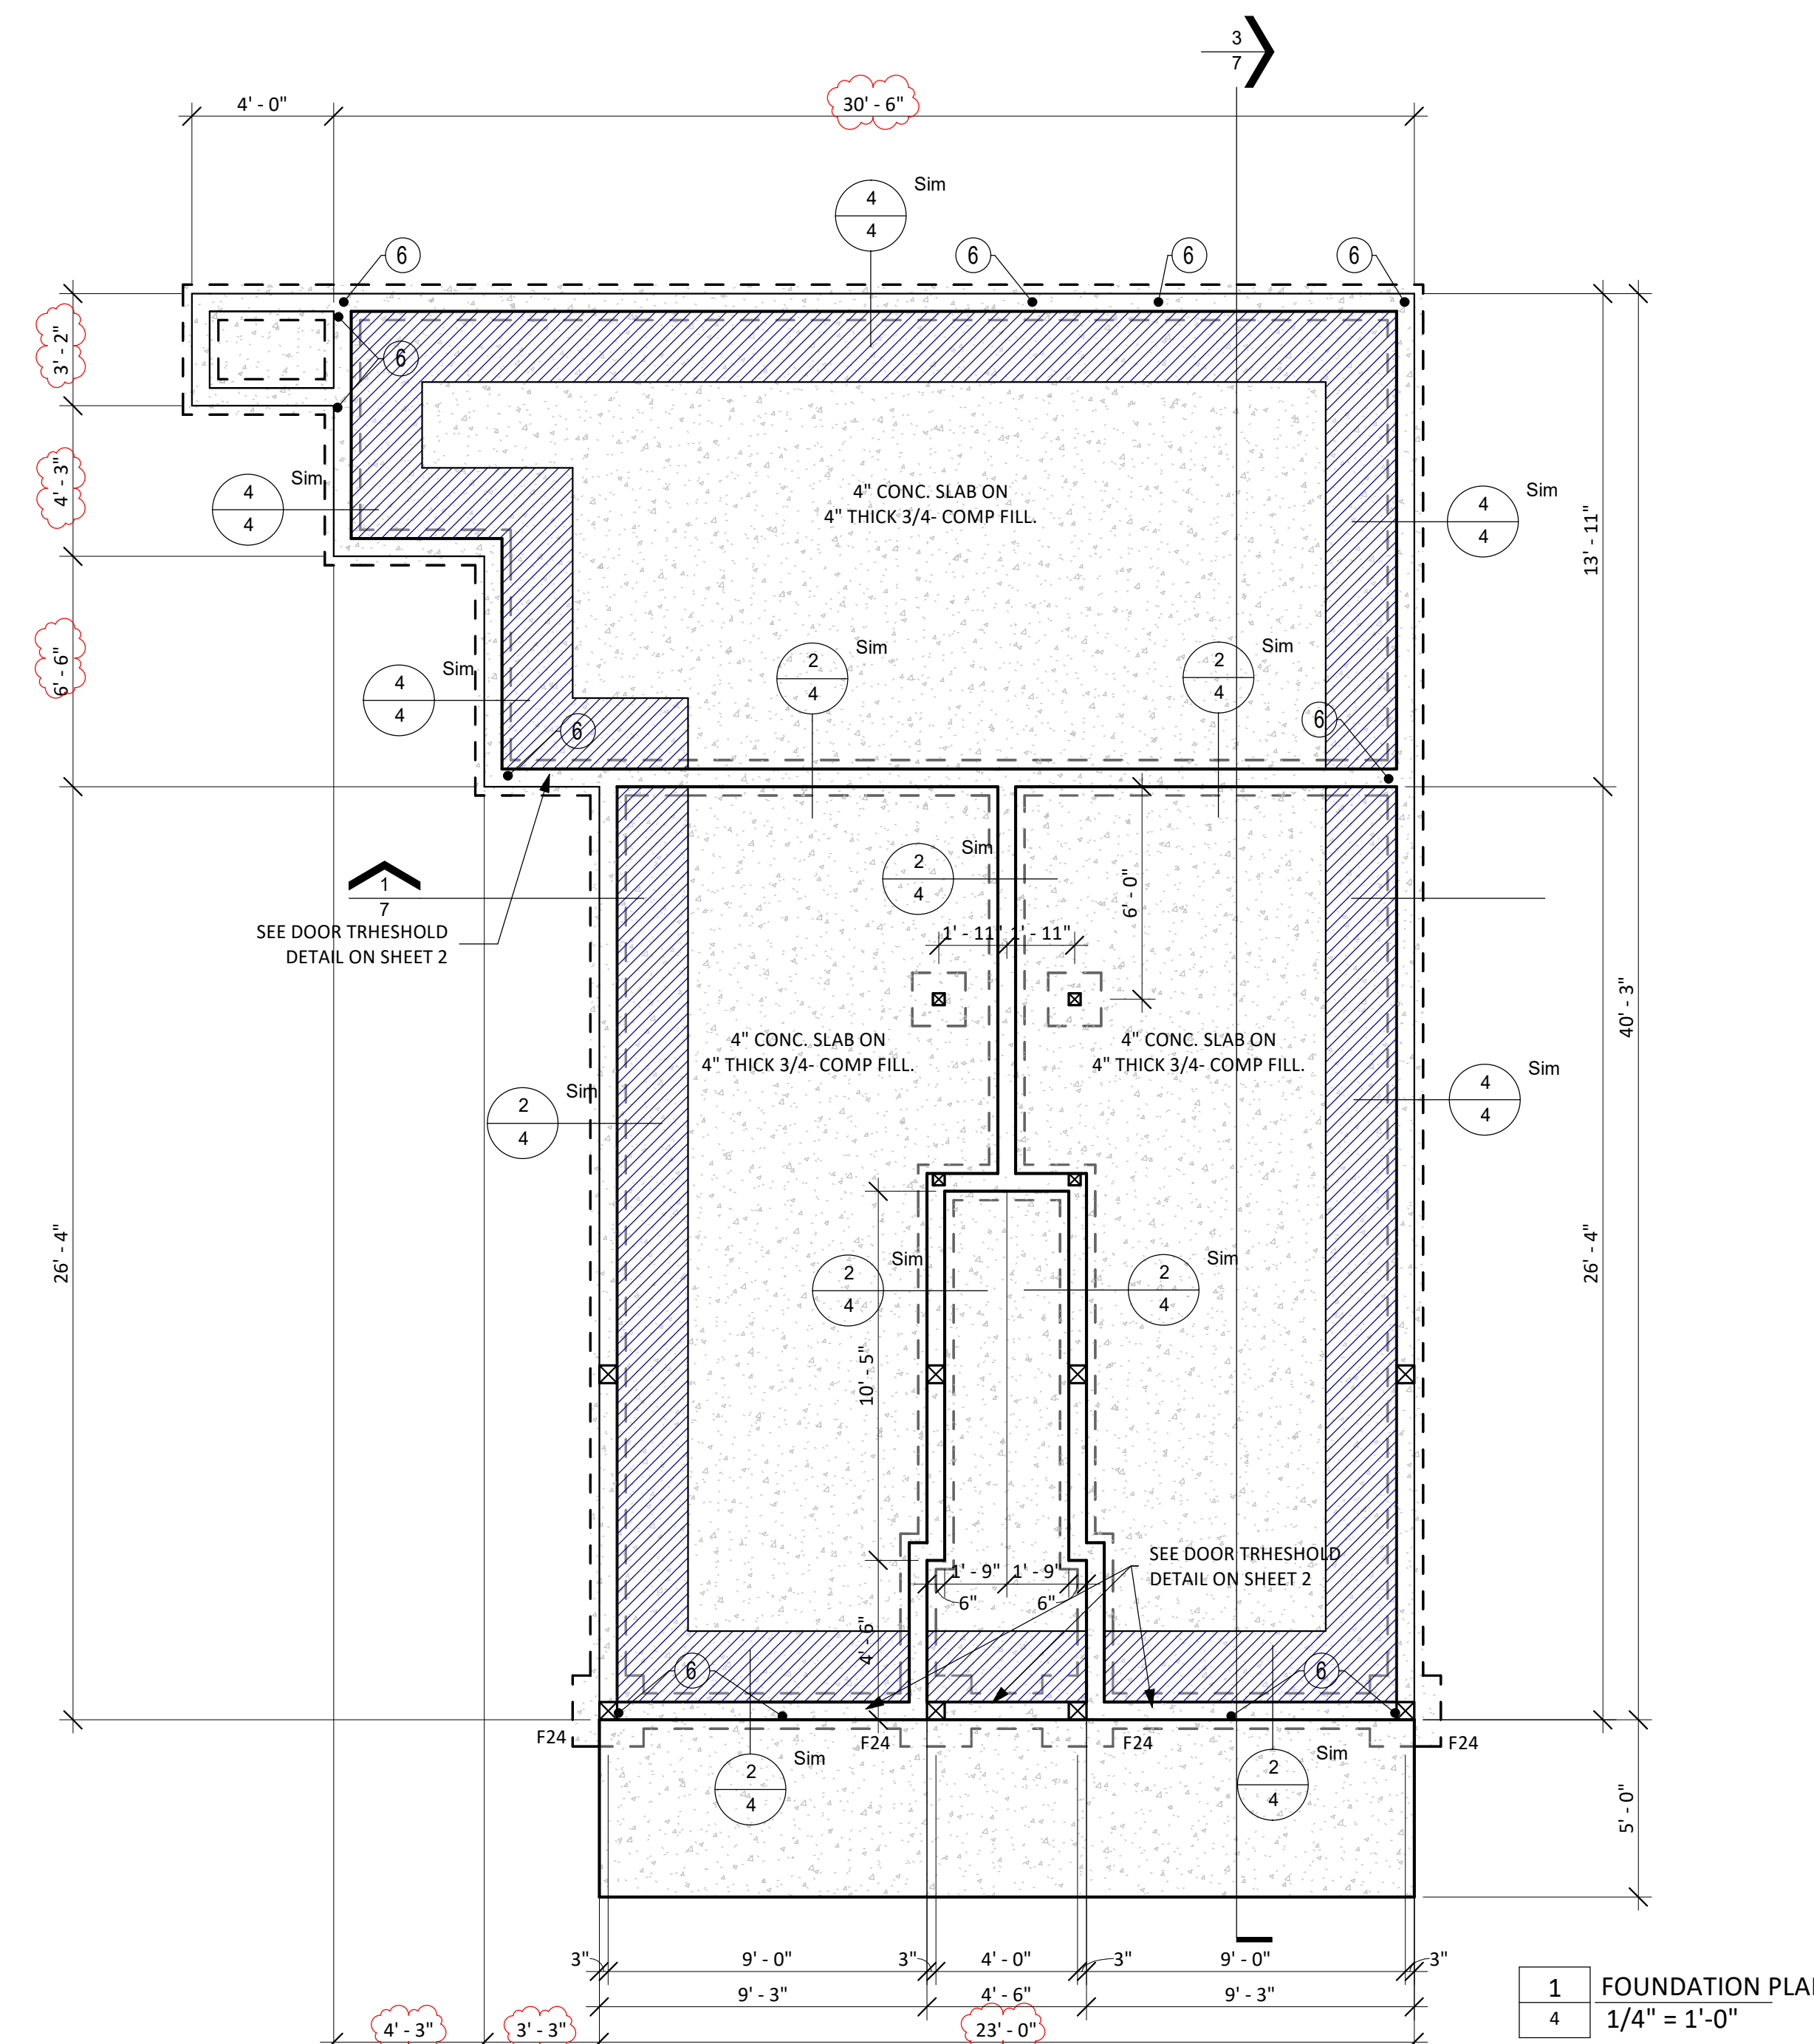 3
7
4' - 0"
30' - 6"
4
4
Sim
6
6
6
6
3' - 2"
6
4' - 3"
4
4
Sim
4" CONC. SLAB ON
4" THICK 3/4- COMP FILL.
4
4
Sim
13' - 11"
6' - 6"
4
4
Sim
2
4
Sim
2
4
Sim
6
6
2
4
Sim
6' - 0"
1
7
SEE DOOR TRHESHOLD
DETAIL ON SHEET 2
1' - 11"
1' - 11"
40' - 3"
4" CONC. SLAB ON
4" THICK 3/4- COMP FILL.
4" CONC. SLAB ON
4" THICK 3/4- COMP FILL.
2
4
Sim
4
4
Sim
26' - 4"
2
4
Sim
2
4
Sim
26' - 4"
10' - 5"
SEE DOOR TRHESHOLD
DETAIL ON SHEET 2
1' - 9"
1' - 9"
6"
6"
4' - 6"
6
6
F24
F24
F24
F24
2
4
Sim
2
4
Sim
5' - 0"
3"
9' - 0"
3"
4' - 0"
3"
9' - 0"
3"
9' - 3"
4' - 6"
9' - 3"
4' - 3"
3' - 3"
23' - 0"
1
4
FOUNDATION PLAN
1/4" = 1'-0"